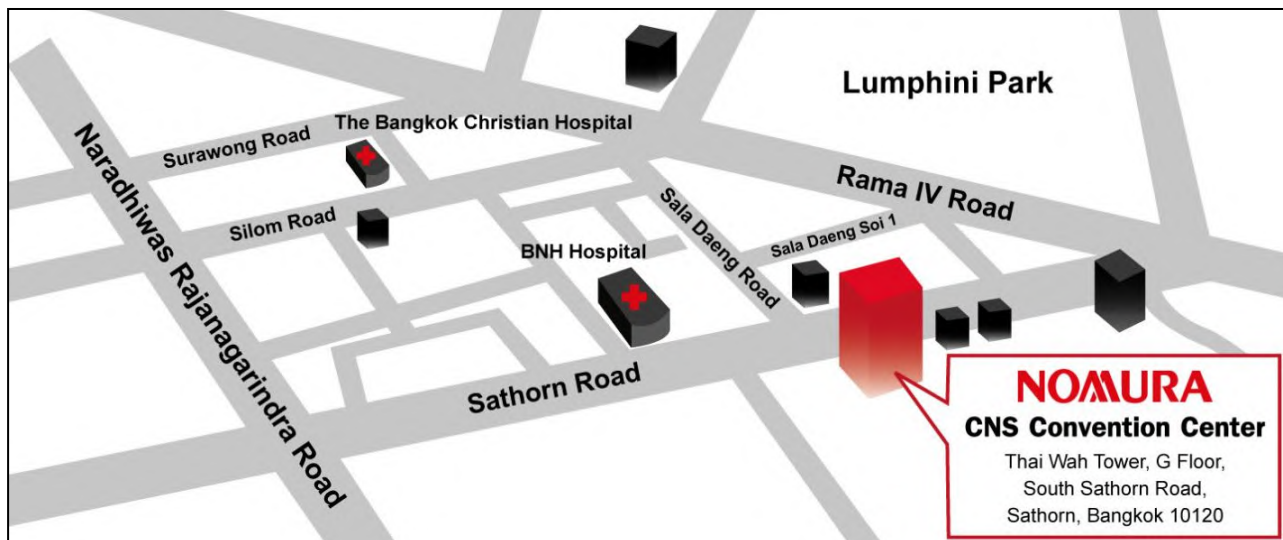 Lumphini Park
The Bangkok Christian Hospital
Surawong Road
Naradhiwas Rajanagarindra Road
Silom Road
Rama IV Road
Sala Daeng Road
Sala Daeng Soi 1
BNH Hospital
Sathorn Road
NOMURA
CNS Convention Center
Thai Wah Tower, G Floor,
South Sathorn Road,
Sathorn, Bangkok 10120